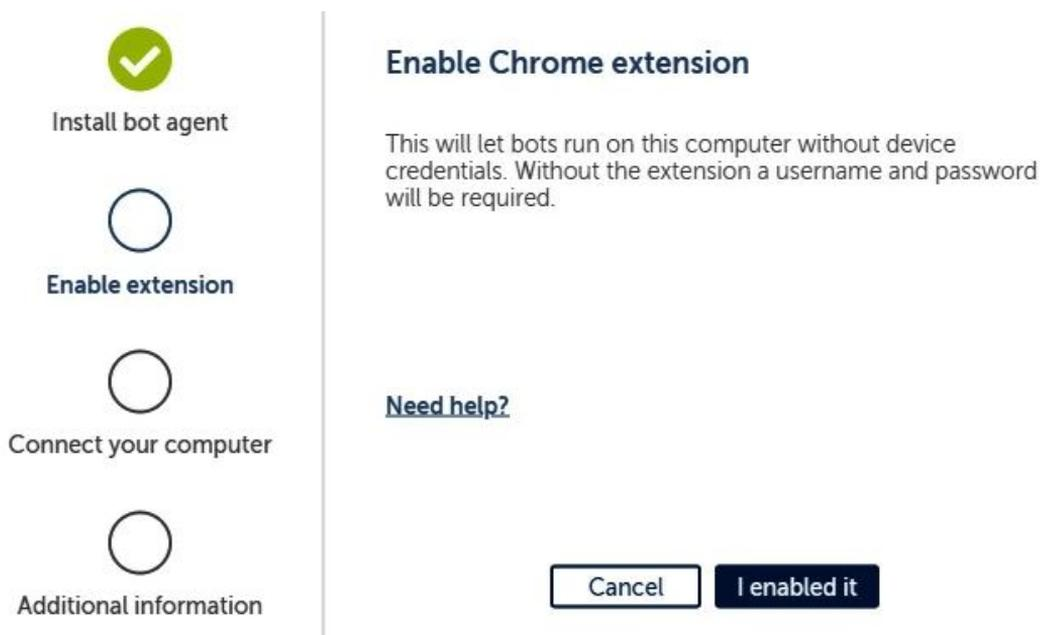 Install bot agent
Enable extension
Connect your computer
Additional information
Enable Chrome extension
This will let bots run on this computer without device
credentials. Without the extension a username and password
will be required.
Need help?
Cancel
I enabled it